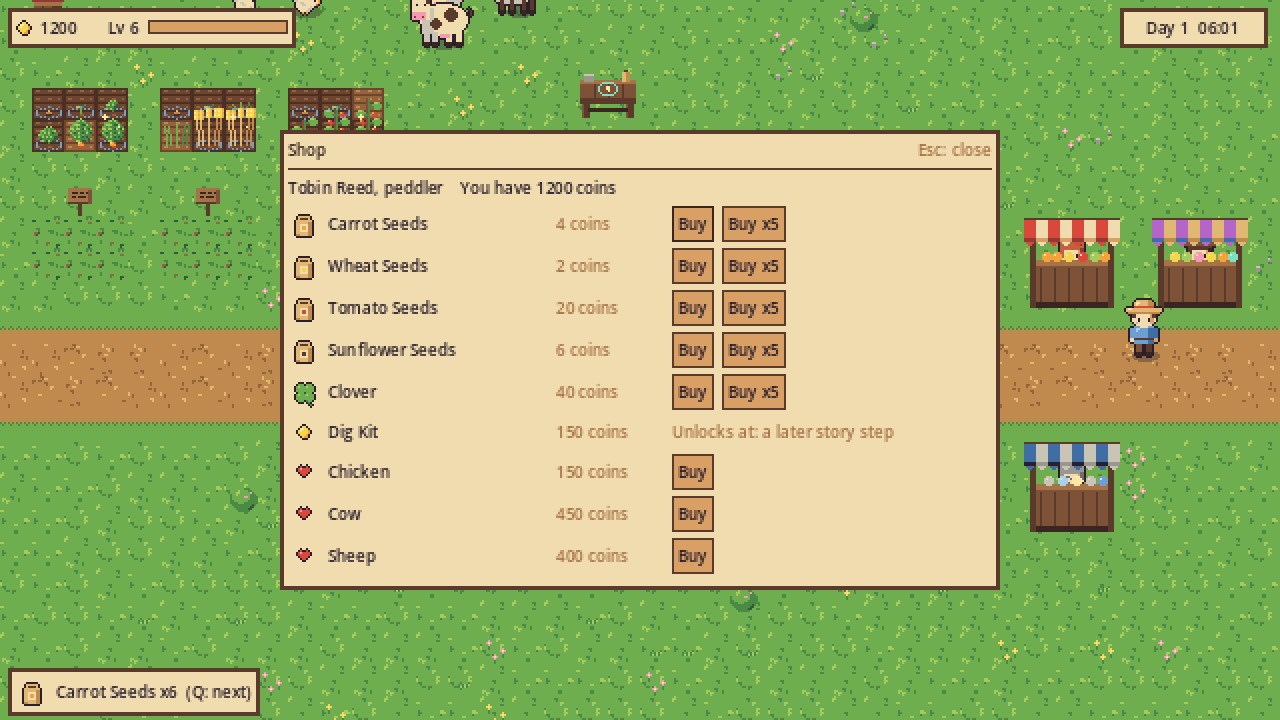 1200 Lv 6
Day 1 06:01
Shop Esc: close
Tobin Reed, peddler You have 1200 coins
Carrot Seeds 4 coins Buy Buy x5
Wheat Seeds 2 coins Buy Buy x5
Tomato Seeds 20 coins Buy Buy x5
Sunflower Seeds 6 coins Buy Buy x5
Clover 40 coins Buy Buy x5
Dig Kit 150 coins Unlocks at: a later story step
Chicken 150 coins Buy
Cow 450 coins Buy
Sheep 400 coins Buy
Carrot Seeds x6 (Q: next)